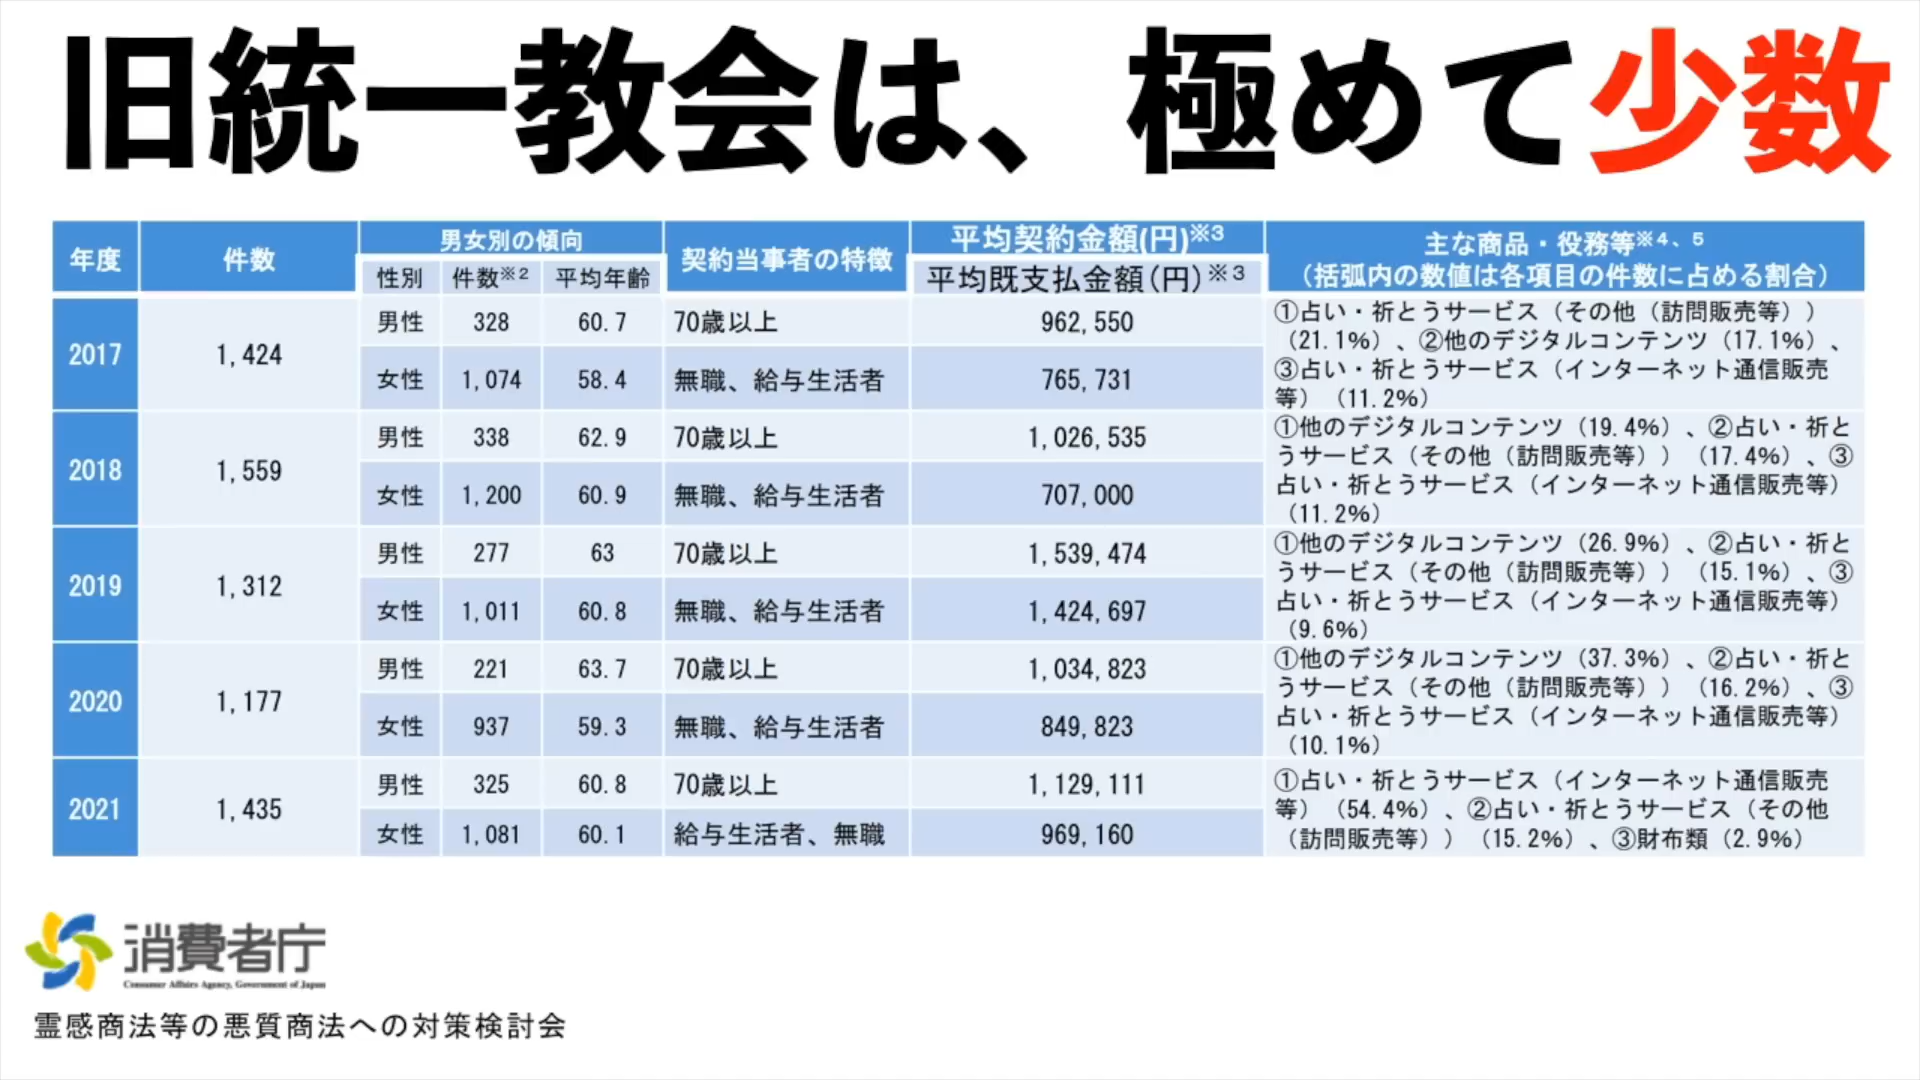 旧統一教会は、極めて少数
年度
件数
男女別の傾向
性別
件数※2
平均年齢
契約当事者の特徴
平均契約金額(円)※3
平均既支払金額(円)※3
主な商品・役務等※4、5
(括弧内の数値は各項目の件数に占める割合)
2017
1,424
男性 328 60.7 70歳以上 962,550
女性 1,074 58.4 無職、給与生活者 765,731
①占い・祈とうサービス(その他(訪問販売等))
(21.1%)、②他のデジタルコンテンツ(17.1%)、
③占い・祈とうサービス(インターネット通信販売
等)(11.2%)
2018
1,559
男性 338 62.9 70歳以上 1,026,535
女性 1,200 60.9 無職、給与生活者 707,000
①他のデジタルコンテンツ(19.4%)、②占い・祈と
うサービス(その他(訪問販売等))(17.4%)、③
占い・祈とうサービス(インターネット通信販売等)
(11.2%)
2019
1,312
男性 277 63 70歳以上 1,539,474
女性 1,011 60.8 無職、給与生活者 1,424,697
①他のデジタルコンテンツ(26.9%)、②占い・祈と
うサービス(その他(訪問販売等))(15.1%)、③
占い・祈とうサービス(インターネット通信販売等)
(9.6%)
2020
1,177
男性 221 63.7 70歳以上 1,034,823
女性 937 59.3 無職、給与生活者 849,823
①他のデジタルコンテンツ(37.3%)、②占い・祈と
うサービス(その他(訪問販売等))(16.2%)、③
占い・祈とうサービス(インターネット通信販売等)
(10.1%)
2021
1,435
男性 325 60.8 70歳以上 1,129,111
女性 1,081 60.1 給与生活者、無職 969,160
①占い・祈とうサービス(インターネット通信販売
等)(54.4%)、②占い・祈とうサービス(その他
(訪問販売等))(15.2%)、③財布類(2.9%)
消費者庁
Consumer Affairs Agency, Government of Japan
霊感商法等の悪質商法への対策検討会